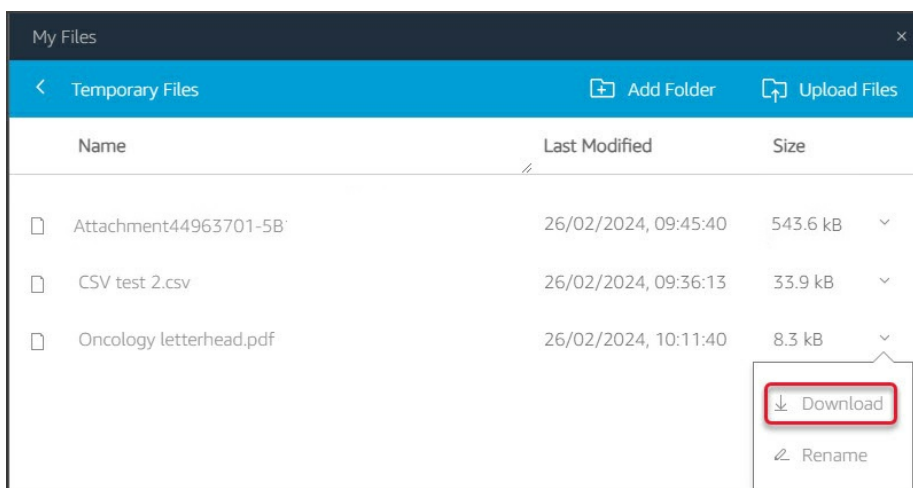 My Files
Temporary Files Add Folder Upload Files
Name Last Modified Size
Attachment44963701-5B 26/02/2024, 09:45:40 543.6 kB
CSV test 2.csv 26/02/2024, 09:36:13 33.9 kB
Oncology letterhead.pdf 26/02/2024, 10:11:40 8.3 kB
Download
Rename